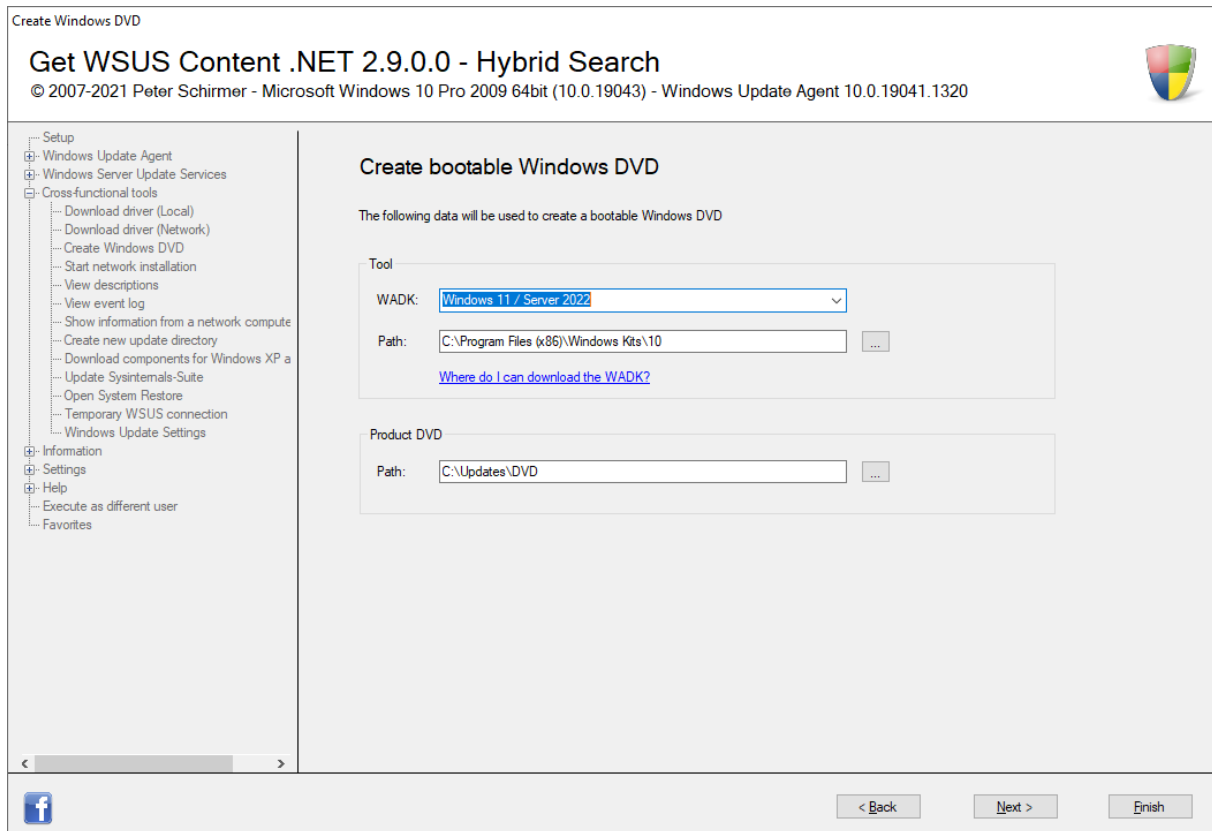 Create Windows DVD
Get WSUS Content .NET 2.9.0.0 - Hybrid Search
© 2007-2021 Peter Schirmer - Microsoft Windows 10 Pro 2009 64bit (10.0.19043) - Windows Update Agent 10.0.19041.1320
Setup
Windows Update Agent
Windows Server Update Services
Cross-functional tools
Download driver (Local)
Download driver (Network)
Create Windows DVD
Start network installation
View descriptions
View event log
Show information from a network compute
Create new update directory
Download components for Windows XP a
Update Sysinternals-Suite
Open System Restore
Temporary WSUS connection
Windows Update Settings
Information
Settings
Help
Execute as different user
Favorites
Create bootable Windows DVD
The following data will be used to create a bootable Windows DVD
Tool
WADK: Windows 11 / Server 2022
Path: C:\Program Files (x86)\Windows Kits\10 ...
Where do I can download the WADK?
Product DVD
Path: C:\Updates\DVD ...
f
< Back Next > Finish